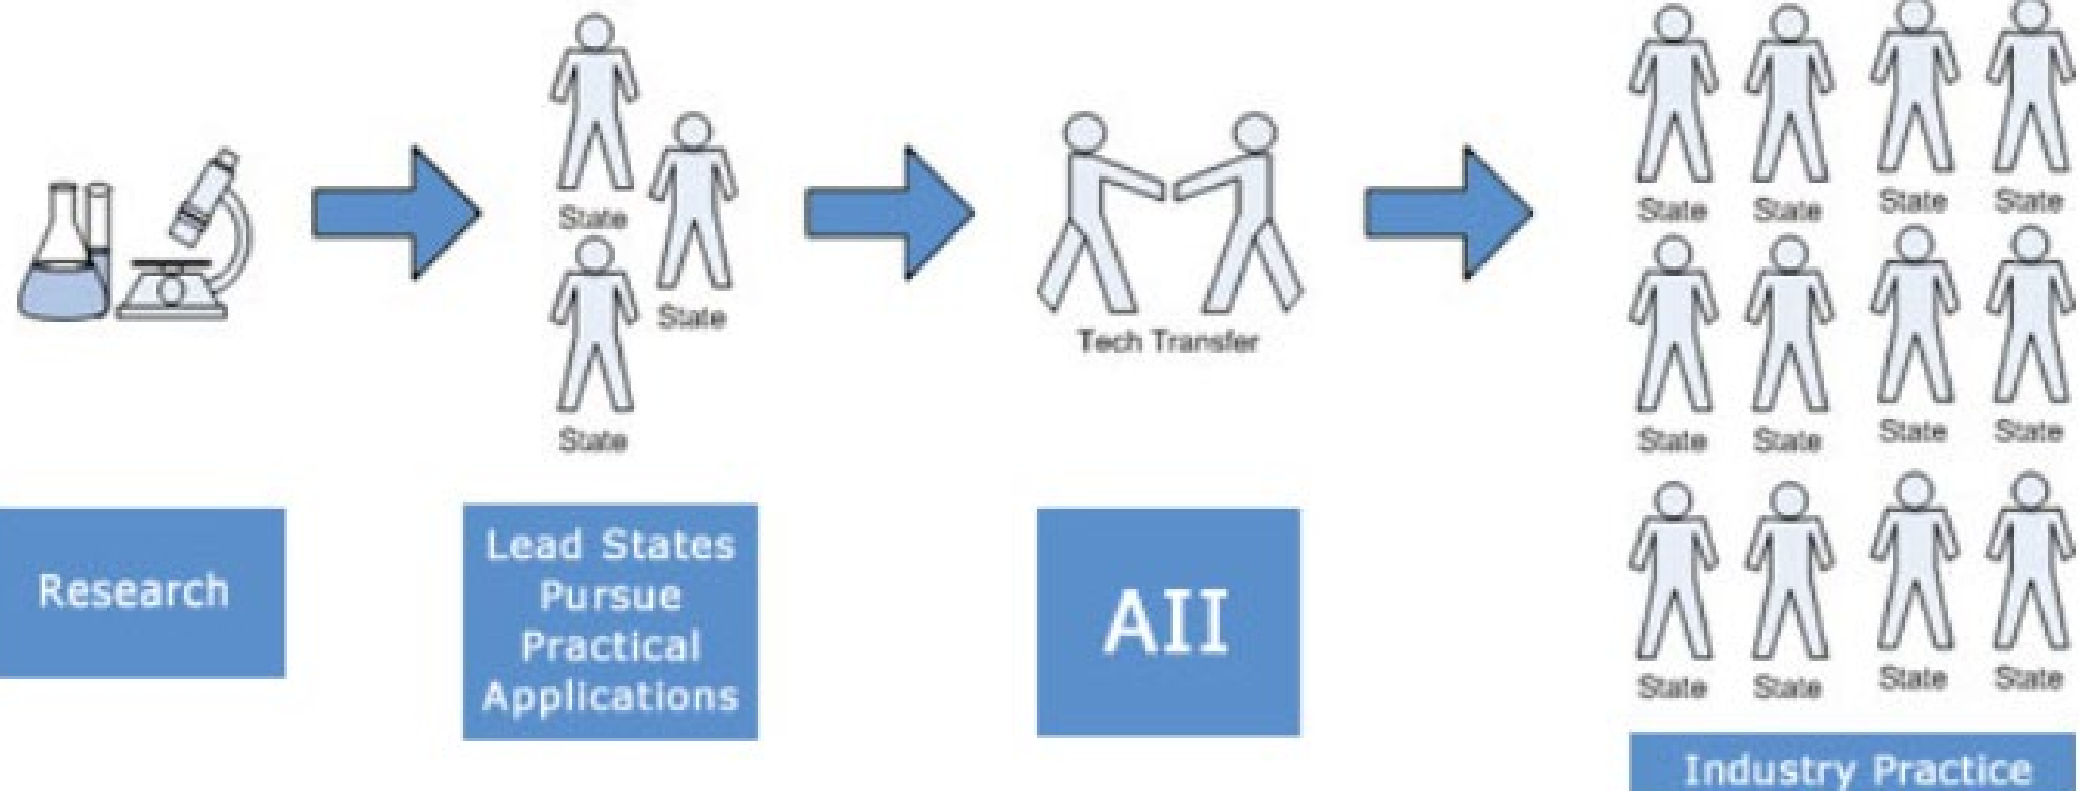 State
State
State
Tech Transfer
State
State
State
State
State
State
State
State
State
State
State
State
Research
Lead States
Pursue
Practical
Applications
AII
Industry Practice